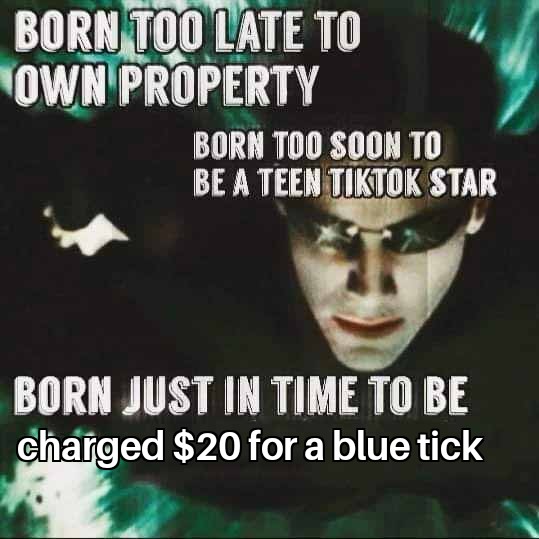 BORN TOO LATE TO
OWN PROPERTY
BORN TOO SOON TO
BE A TEEN TIKTOK STAR
BORN JUST IN TIME TO BE
charged $20 for a blue tick